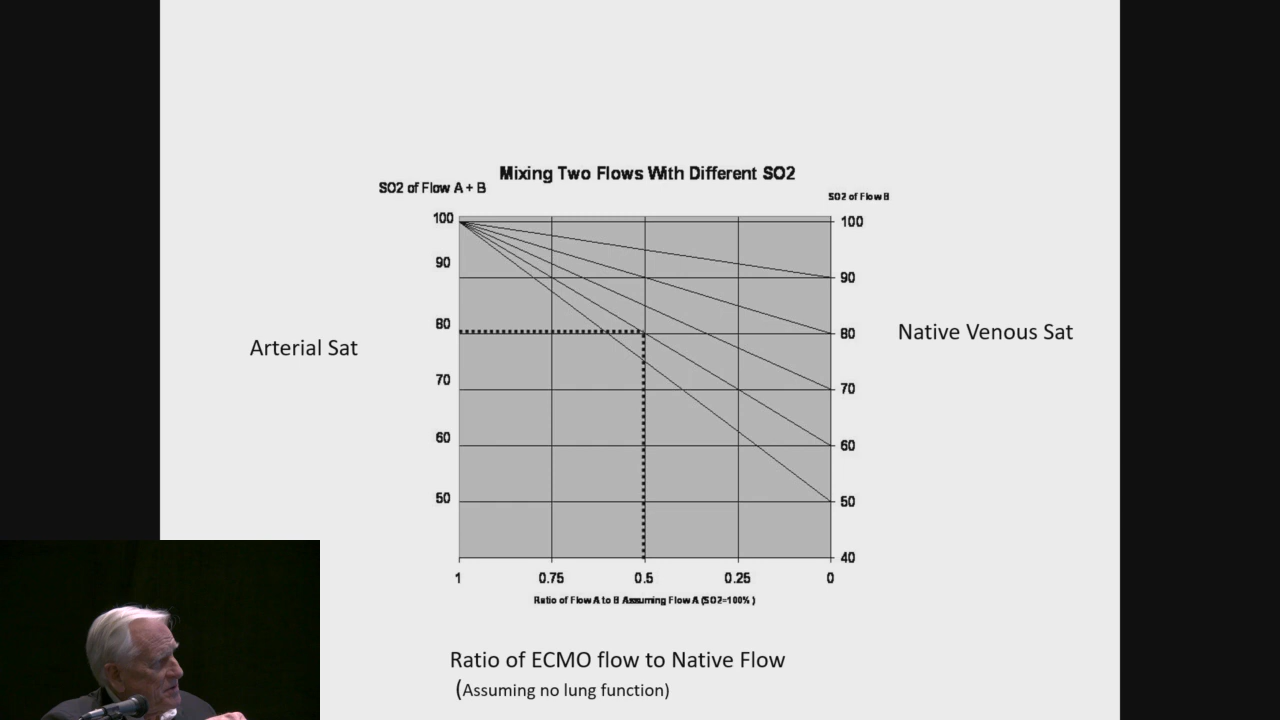 Mixing Two Flows With Different SO2
SO2 of Flow A + B
SO2 of Flow B
100
90
80
70
60
50
100
90
80
70
60
50
40
Arterial Sat
Native Venous Sat
1 0.75 0.5 0.25 0
Ratio of Flow A to B Assuming Flow A (SO2=100% )
Ratio of ECMO flow to Native Flow
(Assuming no lung function)